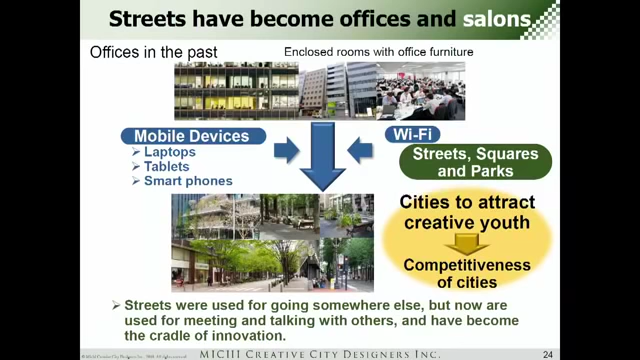 Streets have become offices and salons
Offices in the past
Enclosed rooms with office furniture
Mobile Devices
Wi-Fi
➢ Laptops
➢ Tablets
➢ Smart phones
Streets, Squares
and Parks
Cities to attract
creative youth
Competitiveness
of cities
➢ Streets were used for going somewhere else, but now are
used for meeting and talking with others, and have become
the cradle of innovation.
MICHI CREATIVE CITY DESIGNERS INC.
24